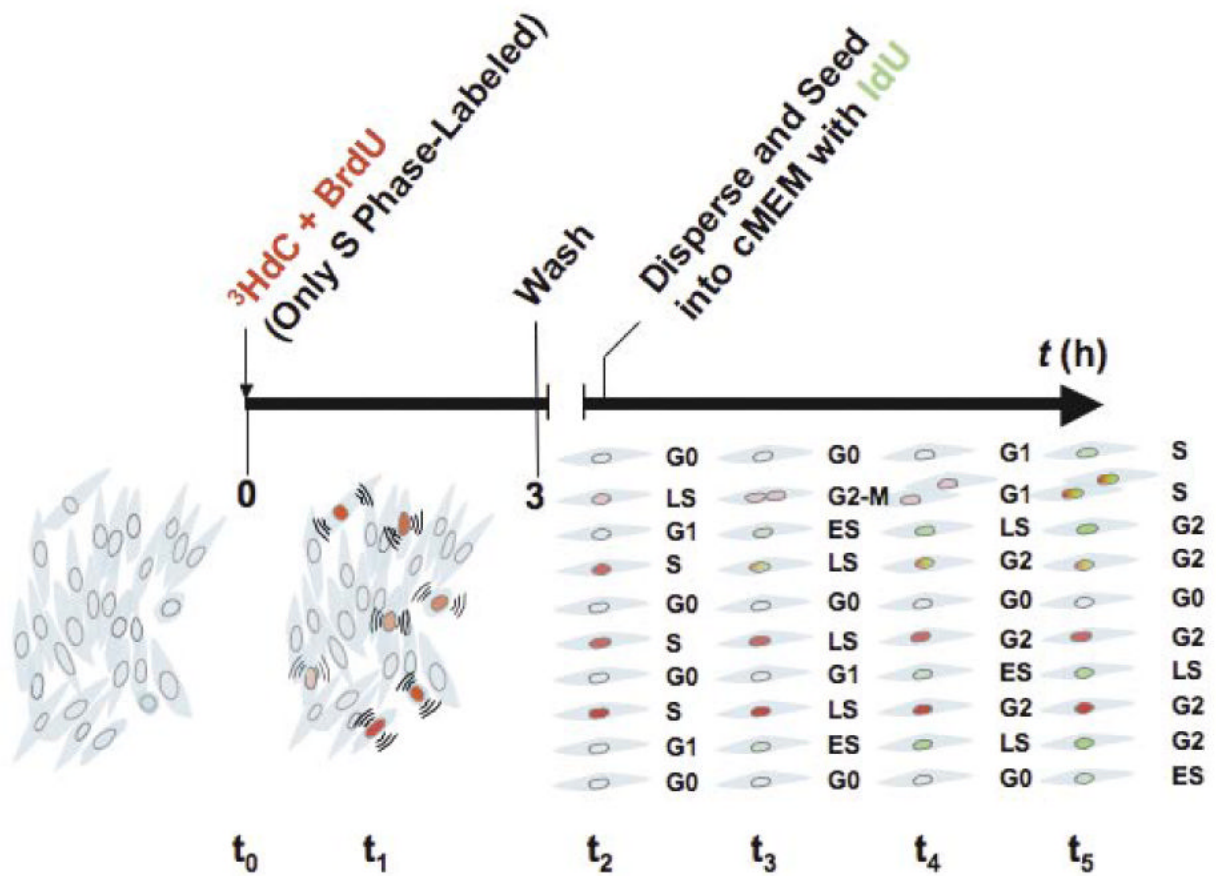 ³HdC + BrdU
(Only S Phase-Labeled)
Wash
Disperse and Seed
into cMEM with IdU
t (h)
0
3
G0 G0 G1 S
LS G2-M G1 S
G1 ES LS G2
S LS G2 G2
G0 G0 G0 G0
S LS G2 G2
G0 G1 ES LS
S LS G2 G2
G1 ES LS G2
G0 G0 G0 ES
t₀ t₁ t₂ t₃ t₄ t₅